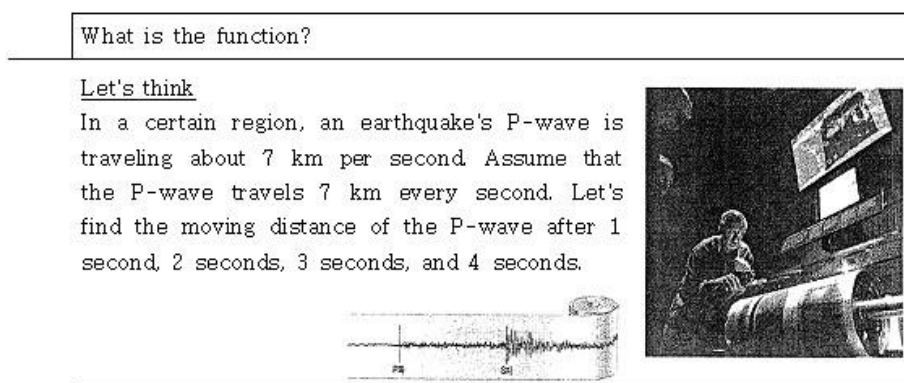 What is the function?
Let's think
In a certain region, an earthquake's P-wave is
traveling about 7 km per second. Assume that
the P-wave travels 7 km every second. Let's
find the moving distance of the P-wave after 1
second, 2 seconds, 3 seconds, and 4 seconds.